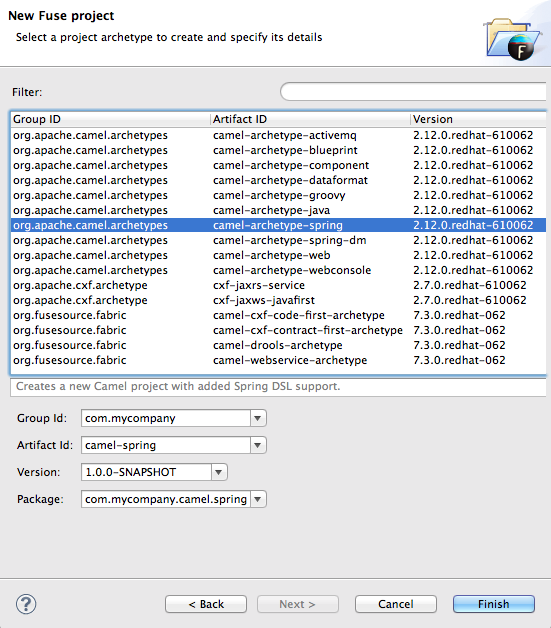 New Fuse project
Select a project archetype to create and specify its details
F
Filter:
Group ID Artifact ID Version
org.apache.camel.archetypes camel-archetype-activemq 2.12.0.redhat-610062
org.apache.camel.archetypes camel-archetype-blueprint 2.12.0.redhat-610062
org.apache.camel.archetypes camel-archetype-component 2.12.0.redhat-610062
org.apache.camel.archetypes camel-archetype-dataformat 2.12.0.redhat-610062
org.apache.camel.archetypes camel-archetype-groovy 2.12.0.redhat-610062
org.apache.camel.archetypes camel-archetype-java 2.12.0.redhat-610062
org.apache.camel.archetypes camel-archetype-spring 2.12.0.redhat-610062
org.apache.camel.archetypes camel-archetype-spring-dm 2.12.0.redhat-610062
org.apache.camel.archetypes camel-archetype-web 2.12.0.redhat-610062
org.apache.camel.archetypes camel-archetype-webconsole 2.12.0.redhat-610062
org.apache.cxf.archetype cxf-jaxrs-service 2.7.0.redhat-610062
org.apache.cxf.archetype cxf-jaxws-javafirst 2.7.0.redhat-610062
org.fusesource.fabric camel-cxf-code-first-archetype 7.3.0.redhat-062
org.fusesource.fabric camel-cxf-contract-first-archetype 7.3.0.redhat-062
org.fusesource.fabric camel-drools-archetype 7.3.0.redhat-062
org.fusesource.fabric camel-webservice-archetype 7.3.0.redhat-062
Creates a new Camel project with added Spring DSL support.
Group Id: com.mycompany
Artifact Id: camel-spring
Version: 1.0.0-SNAPSHOT
Package: com.mycompany.camel.spring
? < Back Next > Cancel Finish